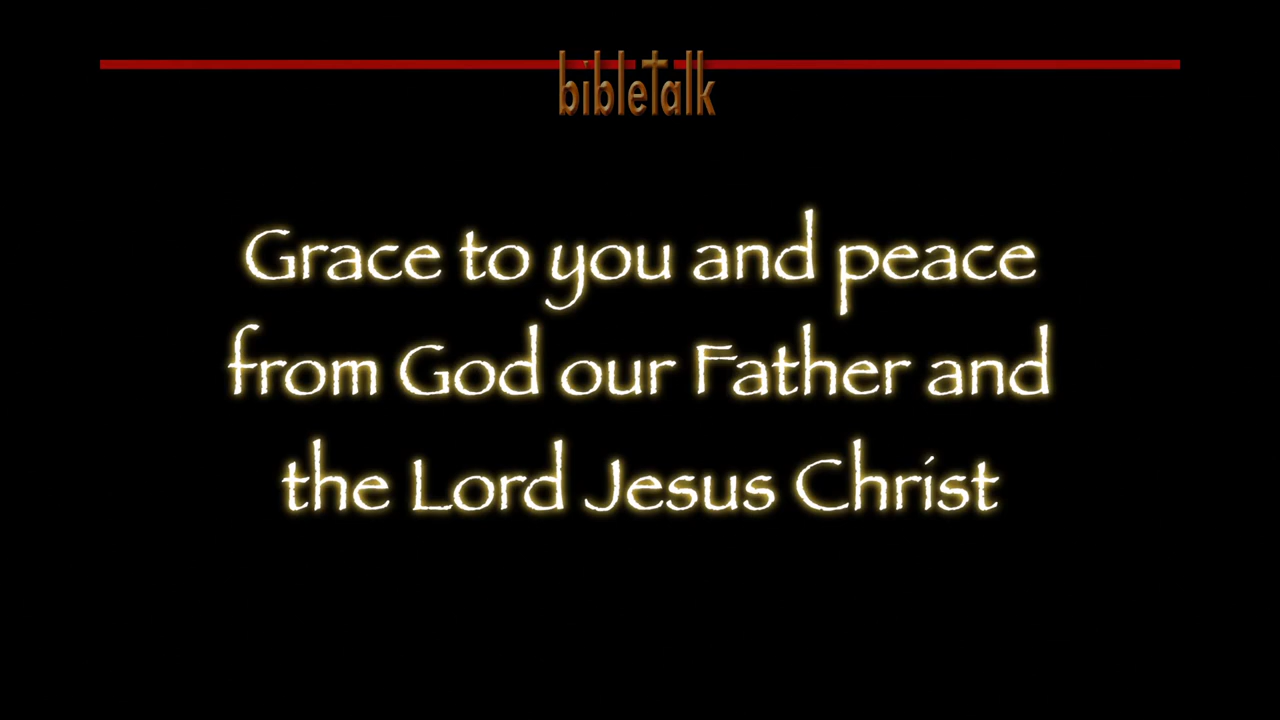 bibleTalk
Grace to you and peace
from God our Father and
the Lord Jesus Christ